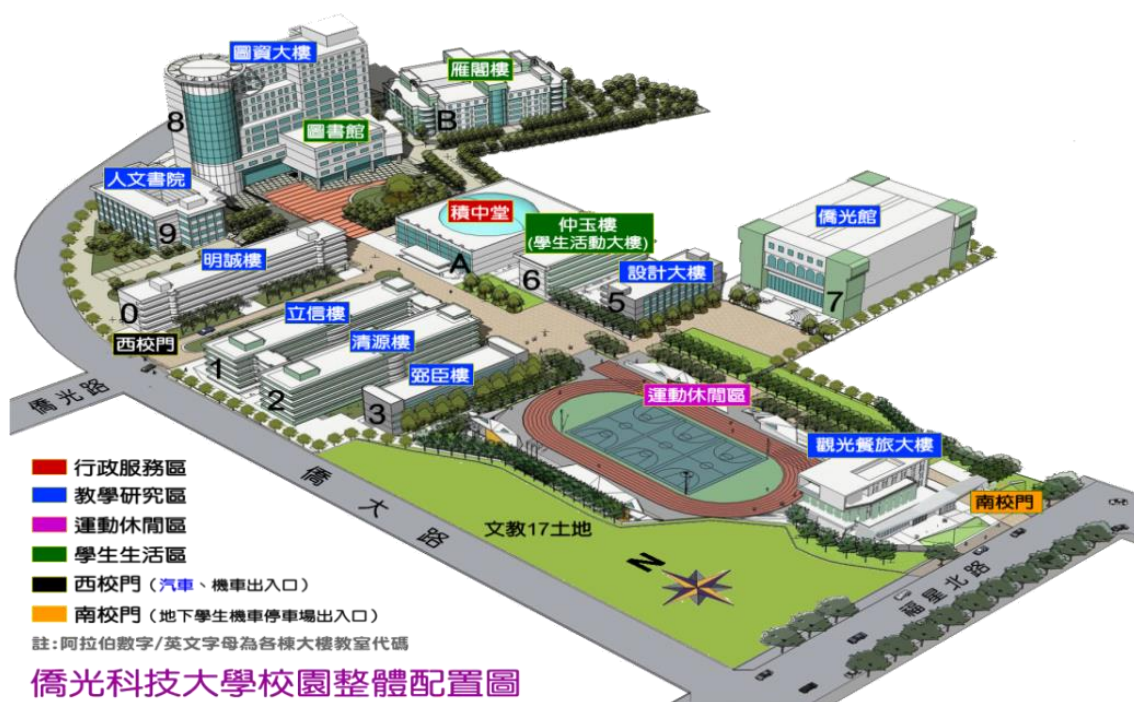 圖資大樓
雁閣樓
8
B
圖書館
人文書院
積中堂
仲玉樓
(學生活動大樓)
僑光館
9
明誠樓
A
6
設計大樓
5
7
0
西校門
立信樓
清源樓
弼臣樓
1
2
3
僑光路
運動休閒區
觀光餐旅大樓
南校門
行政服務區
教學研究區
運動休閒區
學生生活區
西校門(汽車、機車出入口)
南校門(地下學生機車停車場出入口)
註:阿拉伯數字/英文字母為各棟大樓教室代碼
僑大路
文教17土地
N
福星北路
僑光科技大學校園整體配置圖